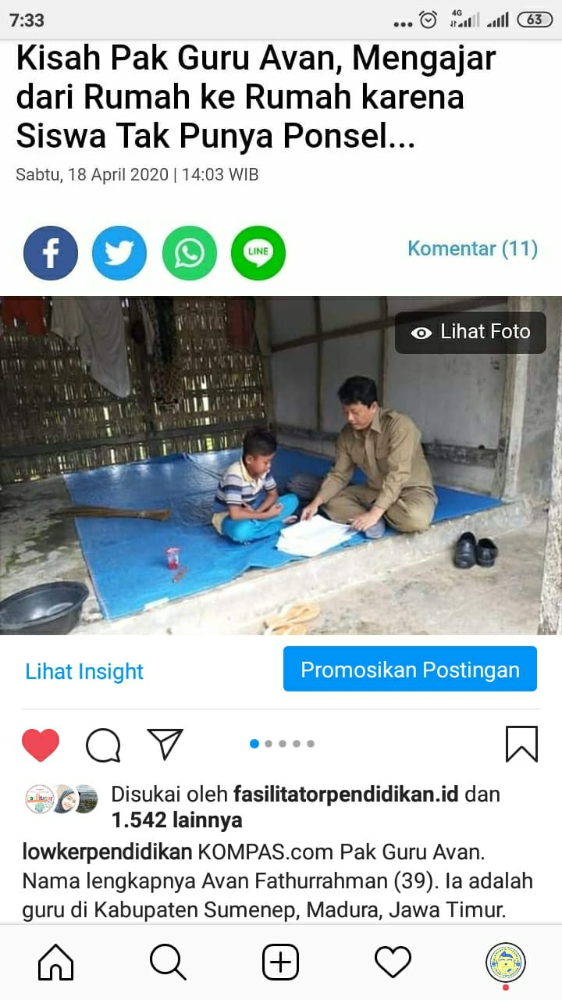 7:33
4G
63
Kisah Pak Guru Avan, Mengajar
dari Rumah ke Rumah karena
Siswa Tak Punya Ponsel...
Sabtu, 18 April 2020 | 14:03 WIB
LINE
Komentar (11)
Lihat Foto
Lihat Insight
Promosikan Postingan
Disukai oleh fasilitatorpendidikan.id dan
1.542 lainnya
lowkerpendidikan KOMPAS.com Pak Guru Avan.
Nama lengkapnya Avan Fathurrahman (39). Ia adalah
guru di Kabupaten Sumenep, Madura, Jawa Timur.